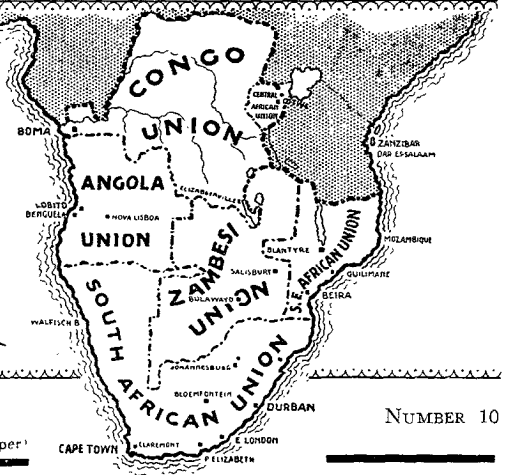 CONGO
UNION
CENTRAL
AFRICAN
UNION
BOMA
ZANZIBAR
DAR ESSALAAM
ANGOLA
ELIZABETHVILLE
LOBITO
BENGUELA
NOVA LISBOA
UNION
ZAMBESI
UNION
BLANTYRE
SALISBURY
BULAWAYO
S.E. AFRICAN UNION
MOZAMBIQUE
QUILIMANE
BEIRA
WALFISCH B.
SOUTH AFRICAN UNION
JOHANNESBURG
BLOEMFONTEIN
DURBAN
NUMBER 10
per'
CAPE TOWN
CLAREMONT
E. LONDON
P. ELIZABETH